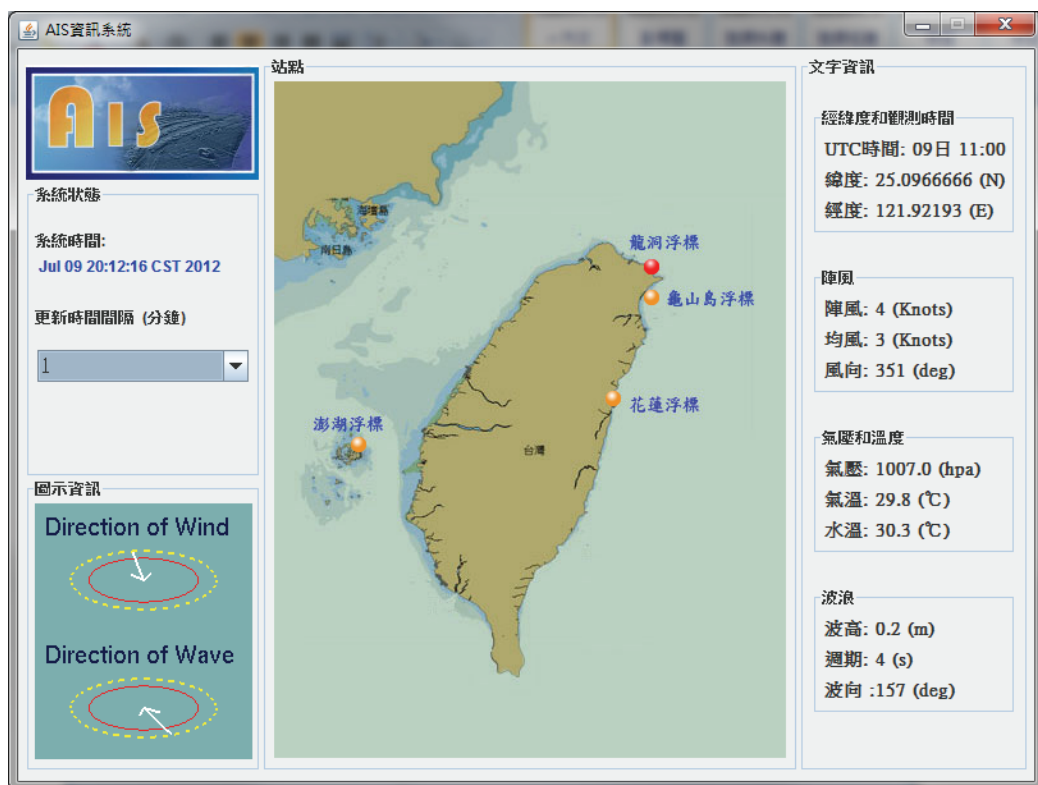 AIS資訊系統
AIS
系統狀態
系統時間:
Jul 09 20:12:16 CST 2012
更新時間間隔 (分鐘)
1
圖示資訊
Direction of Wind
Direction of Wave
站點
海壇島
南日島
龍洞浮標
龜山島浮標
花蓮浮標
澎湖浮標
台灣
文字資訊
經緯度和觀測時間
UTC時間: 09日 11:00
緯度: 25.0966666 (N)
經度: 121.92193 (E)
陣風
陣風: 4 (Knots)
均風: 3 (Knots)
風向: 351 (deg)
氣壓和溫度
氣壓: 1007.0 (hpa)
氣溫: 29.8 (℃)
水溫: 30.3 (℃)
波浪
波高: 0.2 (m)
週期: 4 (s)
波向 :157 (deg)